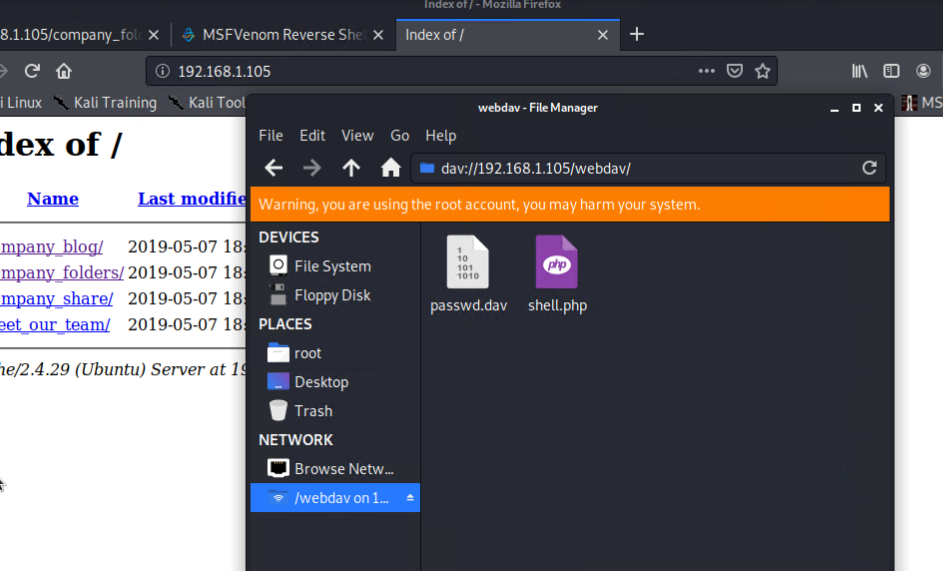 Index of / - Mozilla Firefox
8.1.105/company_fol
MSFVenom Reverse She
Index of /
192.168.1.105
i Linux
Kali Training
Kali Tool
MS
webdav - File Manager
File Edit View Go Help
dav://192.168.1.105/webdav/
Warning, you are using the root account, you may harm your system.
dex of /
Name Last modifie
mpany_blog/ 2019-05-07 18:
mpany_folders/ 2019-05-07 18:
mpany_share/ 2019-05-07 18:
eet_our_team/ 2019-05-07 18:
he/2.4.29 (Ubuntu) Server at 19
DEVICES
File System
Floppy Disk
PLACES
root
Desktop
Trash
NETWORK
Browse Netw...
/webdav on 1...
1
10
101
1010
passwd.dav
php
shell.php